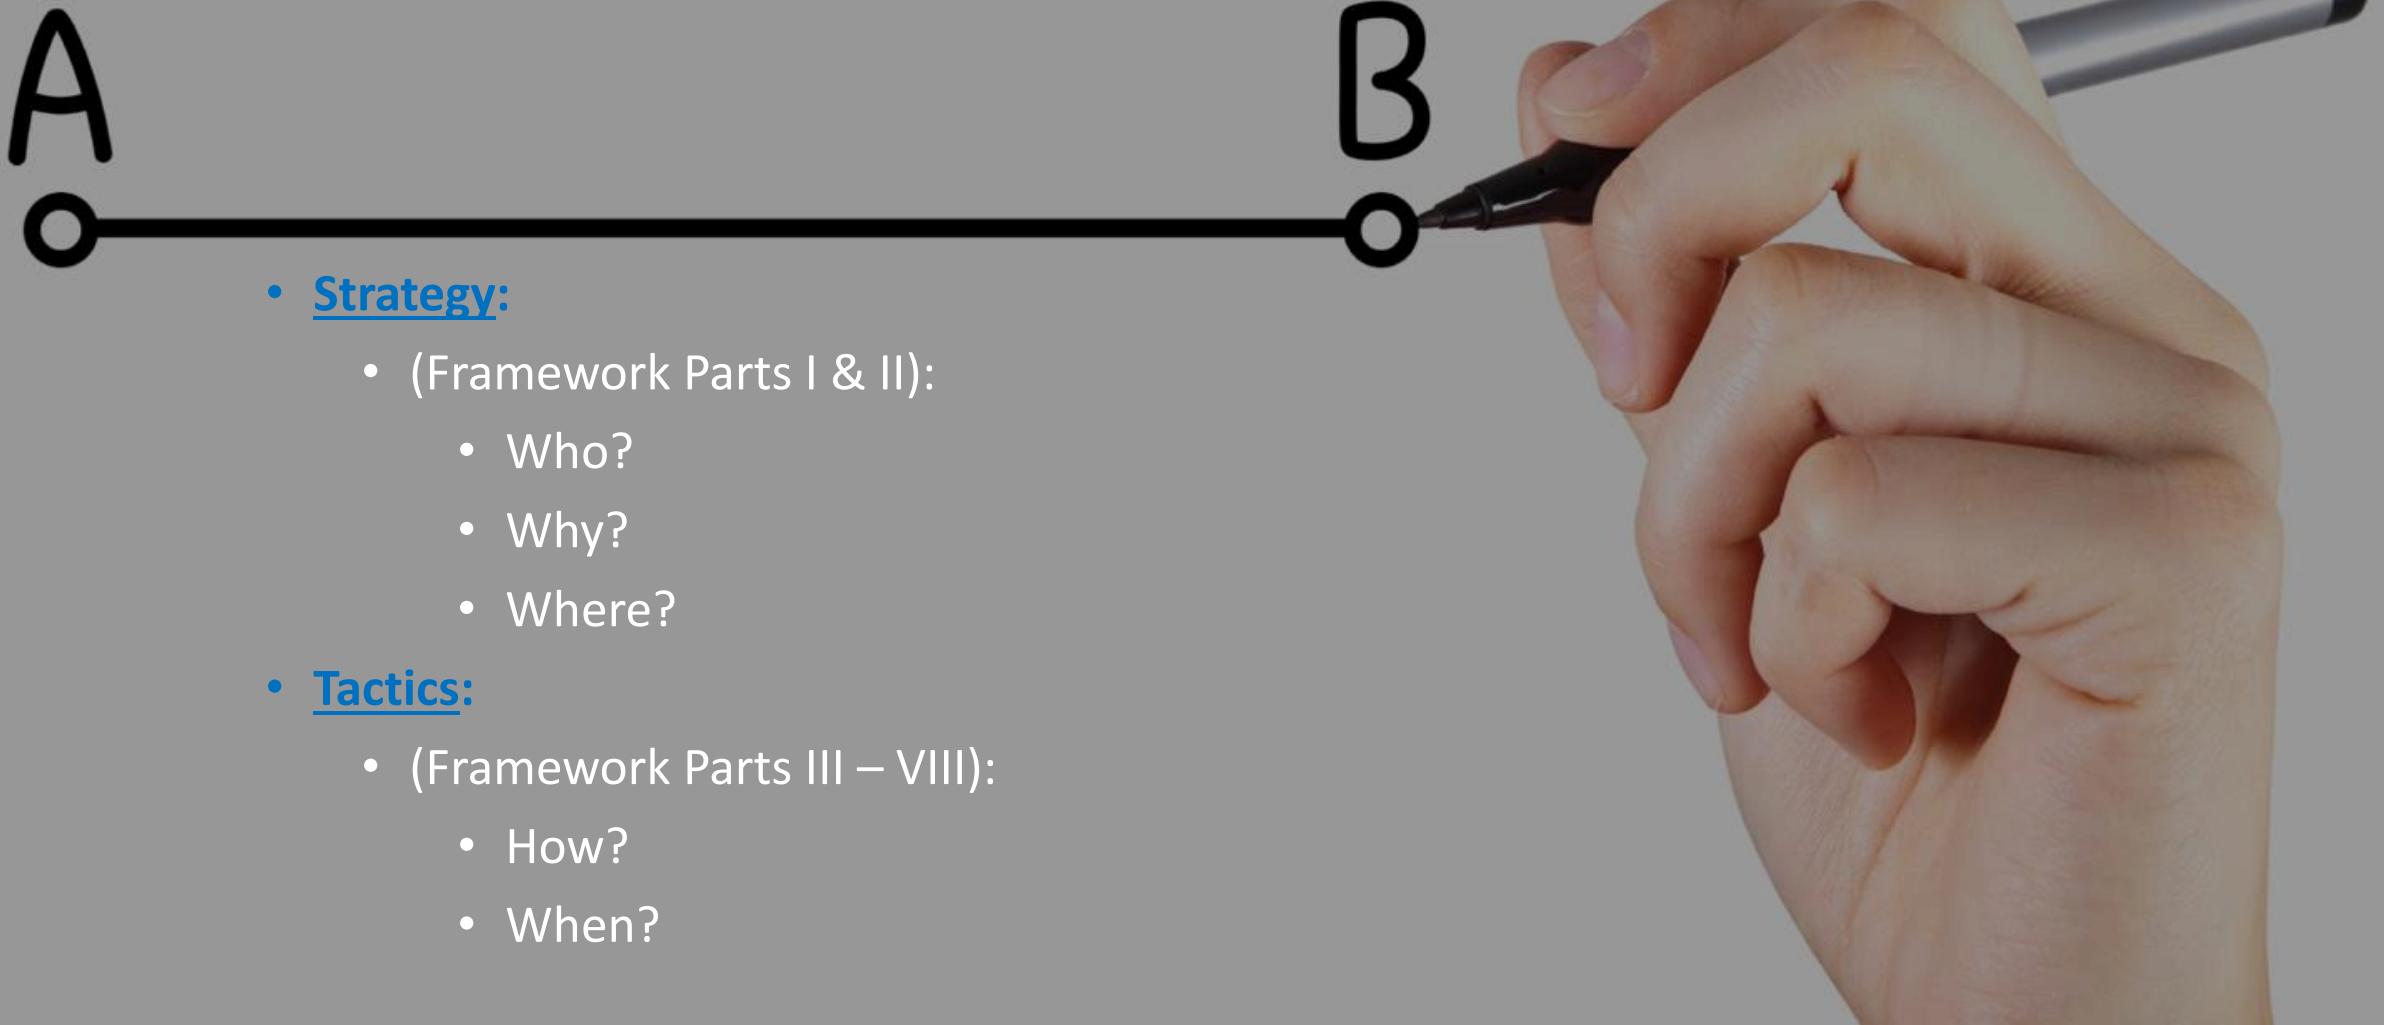 A
B
• Strategy:
• (Framework Parts I & II):
• Who?
• Why?
• Where?
• Tactics:
• (Framework Parts III – VIII):
• How?
• When?